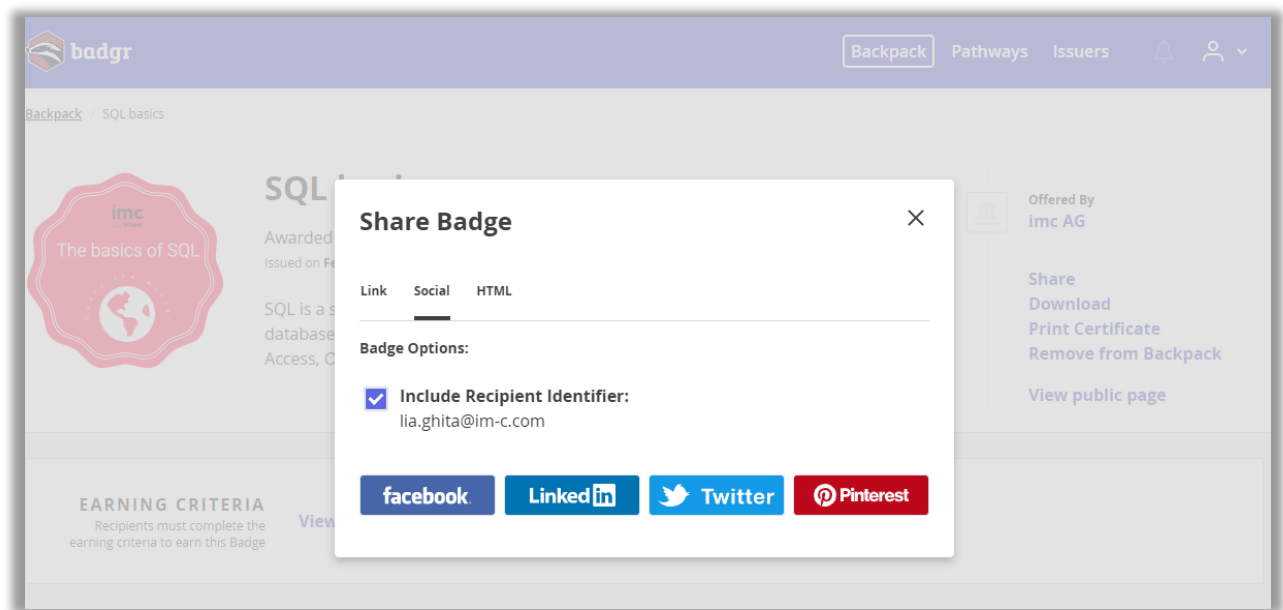 badgr
Backpack Pathways Issuers
Backpack / SQL basics
imc
The basics of SQL
SQL
Awarded
Issued on
SQL is a
database
Access,
Offered By
imc AG
Share
Download
Print Certificate
Remove from Backpack
View public page
Share Badge
Link Social HTML
Badge Options:
Include Recipient Identifier:
lia.ghita@im-c.com
facebook. Linked in Twitter Pinterest
EARNING CRITERIA
Recipients must complete the
earning criteria to earn this Badge
View